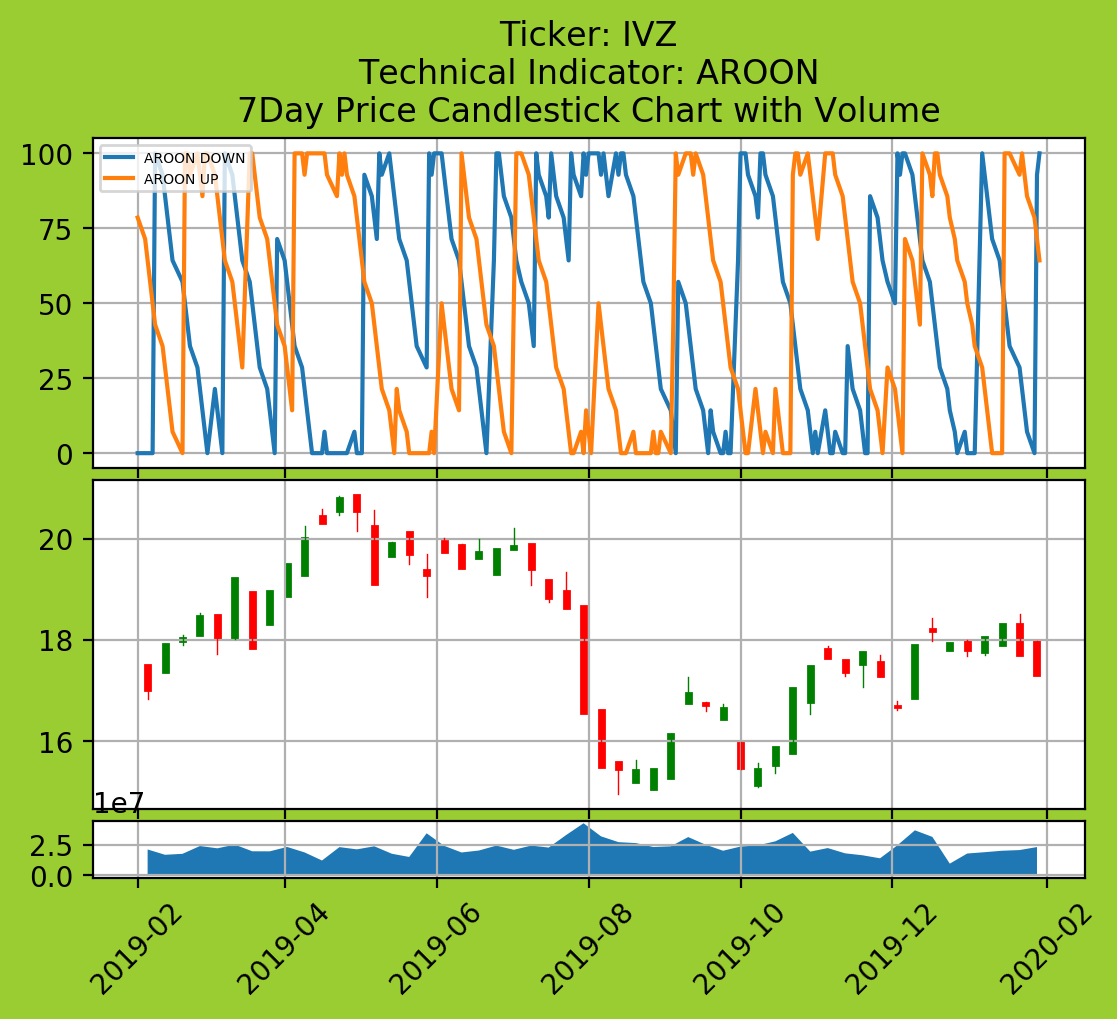 Ticker: IVZ
Technical Indicator: AROON
7Day Price Candlestick Chart with Volume
AROON DOWN
AROON UP
100
75
50
25
0
20
18
16
1e7
2.5
0.0
2019-02
2019-04
2019-06
2019-08
2019-10
2019-12
2020-02